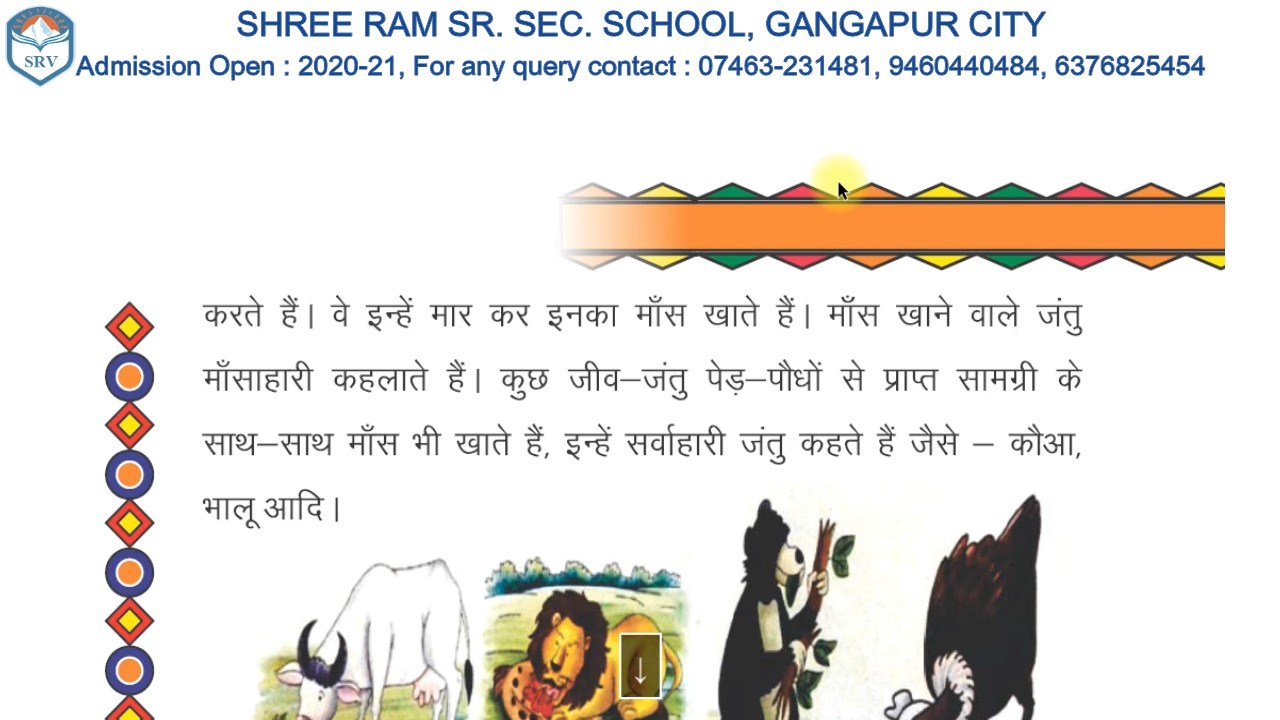 SHREE RAM SR. SEC. SCHOOL, GANGAPUR CITY
SRV
Admission Open : 2020-21, For any query contact : 07463-231481, 9460440484, 6376825454
करते हैं। वे इन्हें मार कर इनका माँस खाते हैं। माँस खाने वाले जंतु
माँसाहारी कहलाते हैं। कुछ जीव–जंतु पेड़–पौधों से प्राप्त सामग्री के
साथ–साथ माँस भी खाते हैं, इन्हें सर्वाहारी जंतु कहते हैं जैसे – कौआ,
भालू आदि।